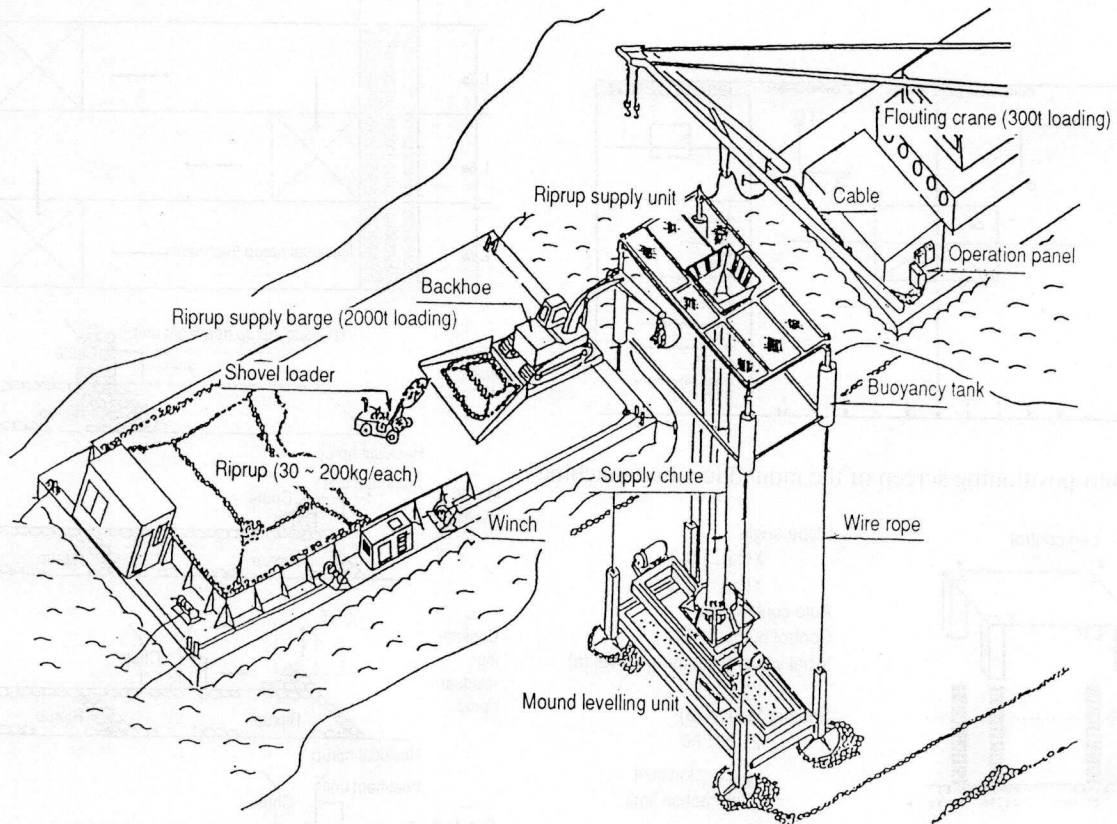 Flouting crane (300t loading)
Cable
Riprup supply unit
Operation panel
Backhoe
Riprup supply barge (2000t loading)
Shovel loader
Buoyancy tank
Riprup (30 ~ 200kg/each)
Supply chute
Winch
Wire rope
Mound levelling unit